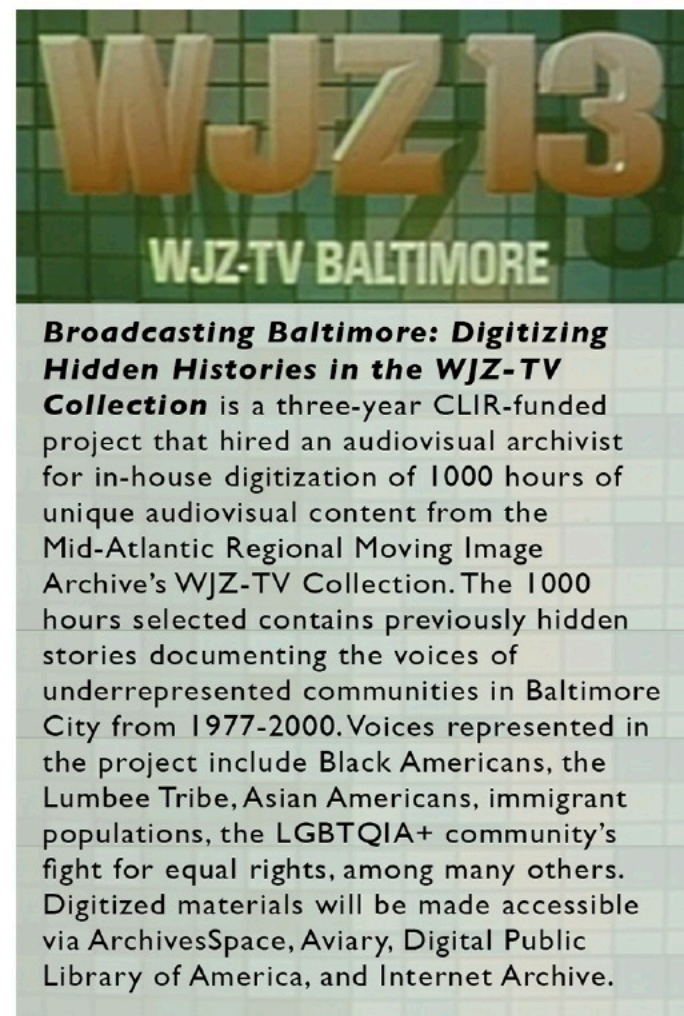 WJZ 13
WJZ-TV BALTIMORE
Broadcasting Baltimore: Digitizing
Hidden Histories in the WJZ-TV
Collection is a three-year CLIR-funded
project that hired an audiovisual archivist
for in-house digitization of 1000 hours of
unique audiovisual content from the
Mid-Atlantic Regional Moving Image
Archive's WJZ-TV Collection. The 1000
hours selected contains previously hidden
stories documenting the voices of
underrepresented communities in Baltimore
City from 1977-2000. Voices represented in
the project include Black Americans, the
Lumbee Tribe, Asian Americans, immigrant
populations, the LGBTQIA+ community's
fight for equal rights, among many others.
Digitized materials will be made accessible
via ArchivesSpace, Aviary, Digital Public
Library of America, and Internet Archive.